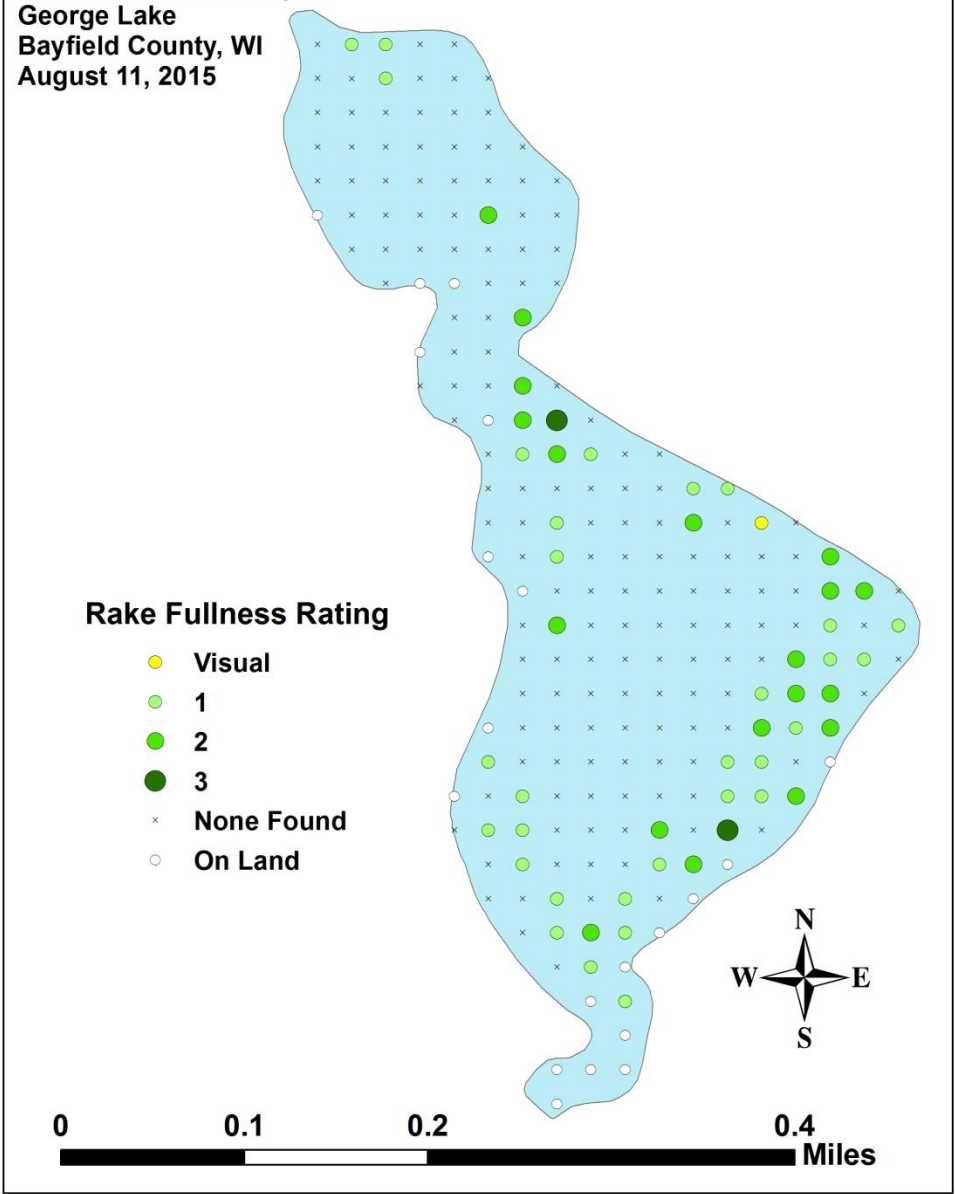 George Lake
Bayfield County, WI
August 11, 2015
Rake Fullness Rating
Visual
1
2
3
None Found
On Land
N
W E
S
0 0.1 0.2 0.4
Miles